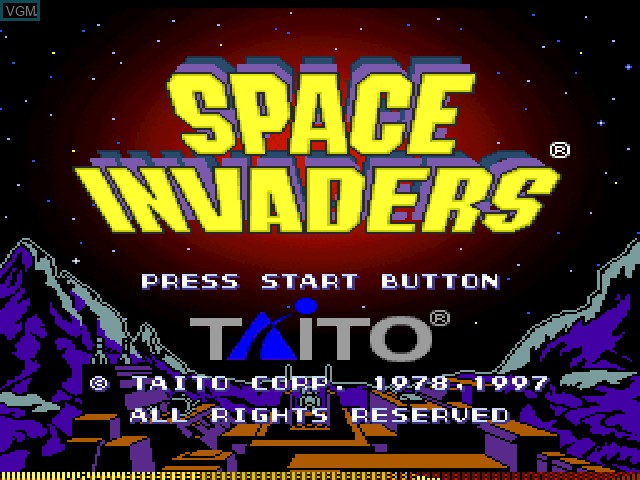 VGM
SPACE
INVADERS®
PRESS START BUTTON
TAITO®
© TAITO CORP. 1978,1997
ALL RIGHTS RESERVED